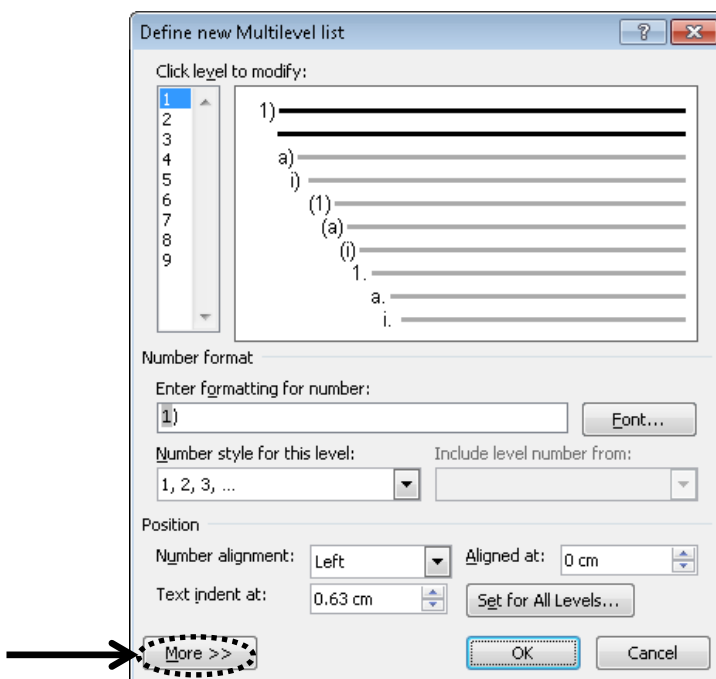 Define new Multilevel list
Click level to modify:
1
2
3
4
5
6
7
8
9
1)
a)
i)
(1)
(a)
(i)
1.
a.
i.
Number format
Enter formatting for number:
1)
Font...
Number style for this level: Include level number from:
1, 2, 3, ...
Position
Number alignment: Left Aligned at: 0 cm
Text indent at: 0.63 cm Set for All Levels...
More >> OK Cancel